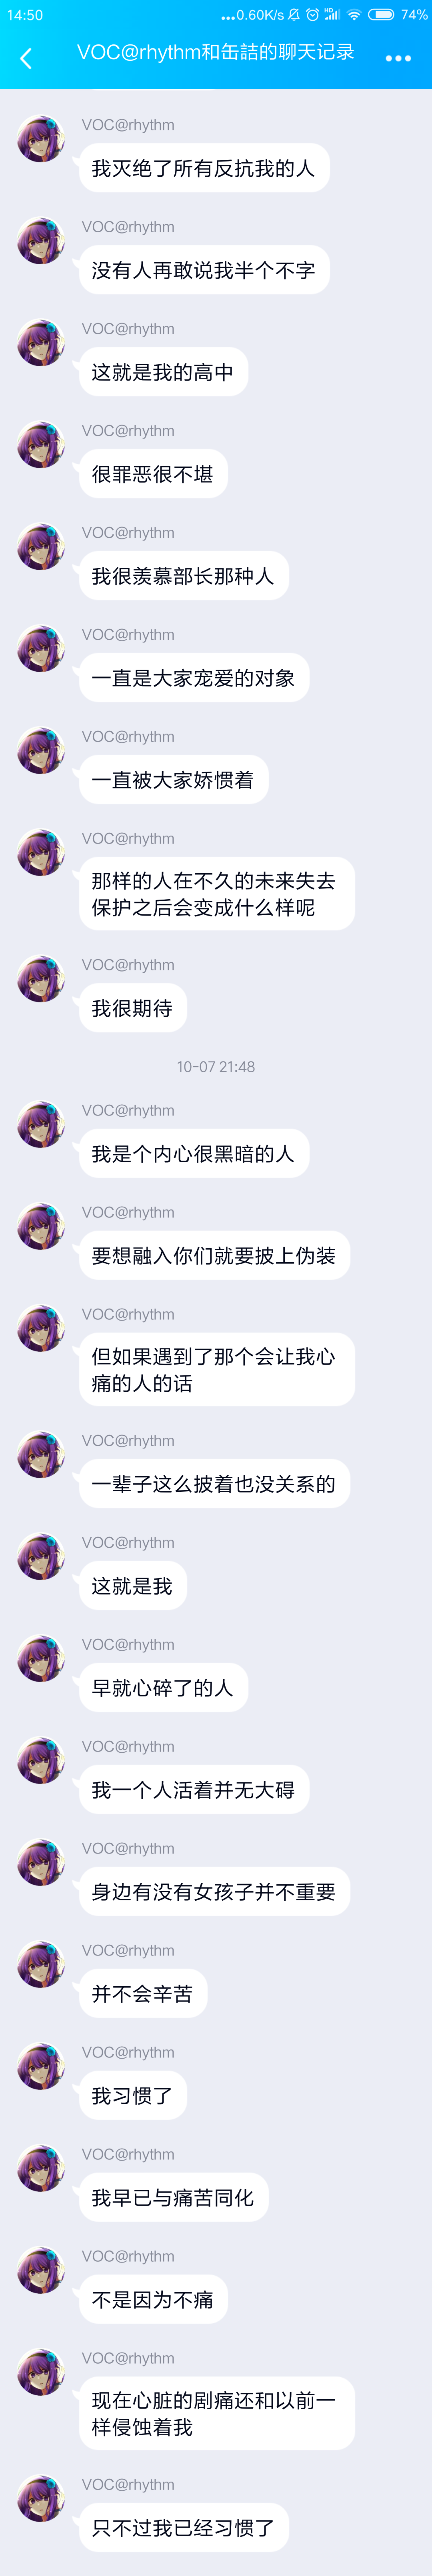 14:50
...0.60K/s
HD
74%
VOC@rhythm和缶喆的聊天记录
VOC@rhythm
我灭绝了所有反抗我的人
VOC@rhythm
没有人再敢说我半个不字
VOC@rhythm
这就是我的高中
VOC@rhythm
很罪恶很不堪
VOC@rhythm
我很羡慕部长那种人
VOC@rhythm
一直是大家宠爱的对象
VOC@rhythm
一直被大家娇惯着
VOC@rhythm
那样的人在不久的未来失去
保护之后会变成什么样呢
VOC@rhythm
我很期待
10-07 21:48
VOC@rhythm
我是个内心很黑暗的人
VOC@rhythm
要想融入你们就要披上伪装
VOC@rhythm
但如果遇到了那个会让我心
痛的人的话
VOC@rhythm
一辈子这么披着也没关系的
VOC@rhythm
这就是我
VOC@rhythm
早就心碎了的人
VOC@rhythm
我一个人活着并无大碍
VOC@rhythm
身边有没有女孩子并不重要
VOC@rhythm
并不会辛苦
VOC@rhythm
我习惯了
VOC@rhythm
我早已与痛苦同化
VOC@rhythm
不是因为不痛
VOC@rhythm
现在心脏的剧痛还和以前一
样侵蚀着我
VOC@rhythm
只不过我已经习惯了